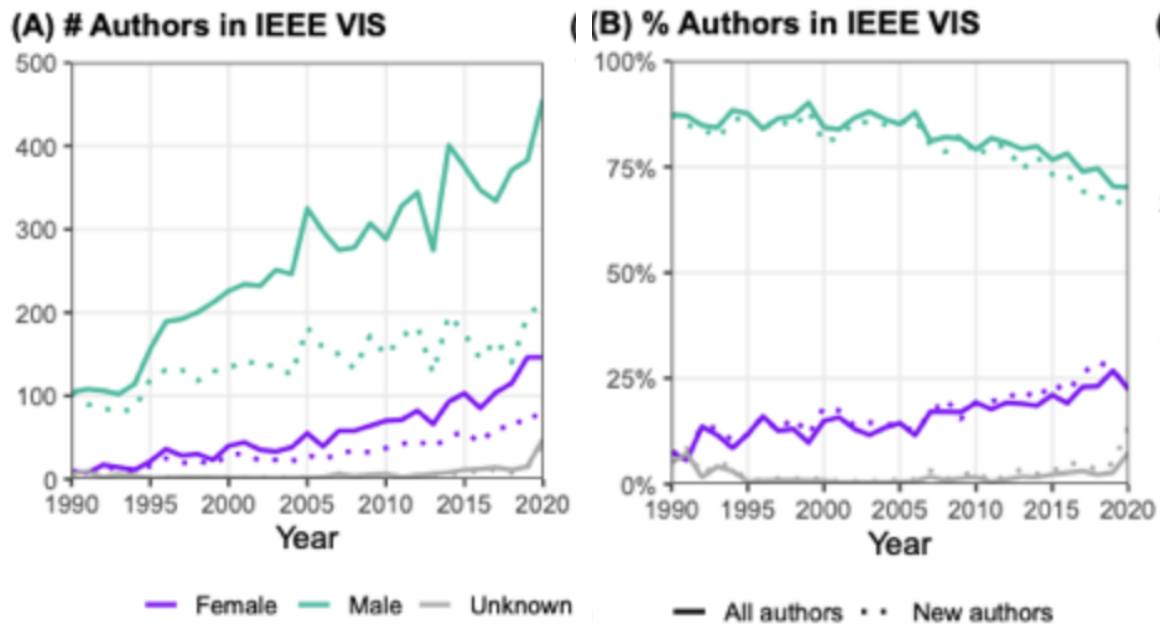 (A) # Authors in IEEE VIS
500
400
300
200
100
0
1990 1995 2000 2005 2010 2015 2020
Year
(
(B) % Authors in IEEE VIS
100%
75%
50%
25%
0%
1990 1995 2000 2005 2010 2015 2020
Year
(
Female Male Unknown
All authors New authors